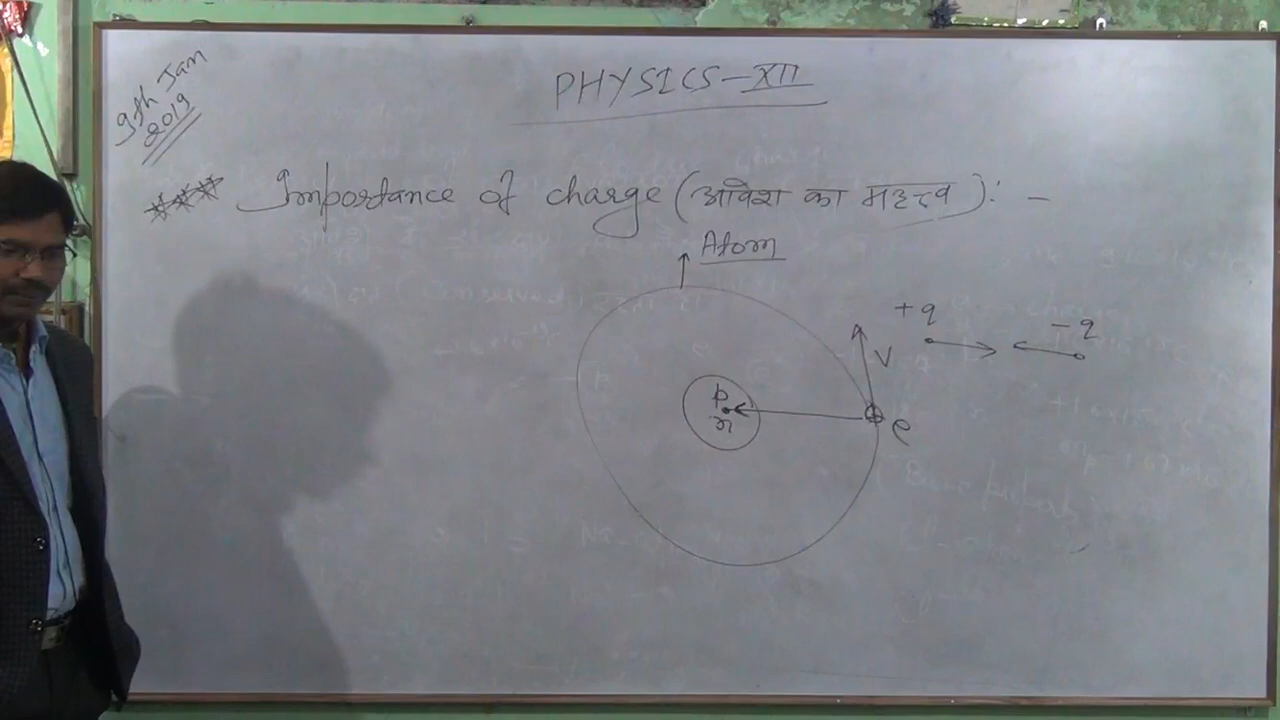 9th Jan
2019
PHYSICS-XII
*** Importance of charge (आवेश का महत्त्व):-
Atom
+q
-q
V
p
n
e